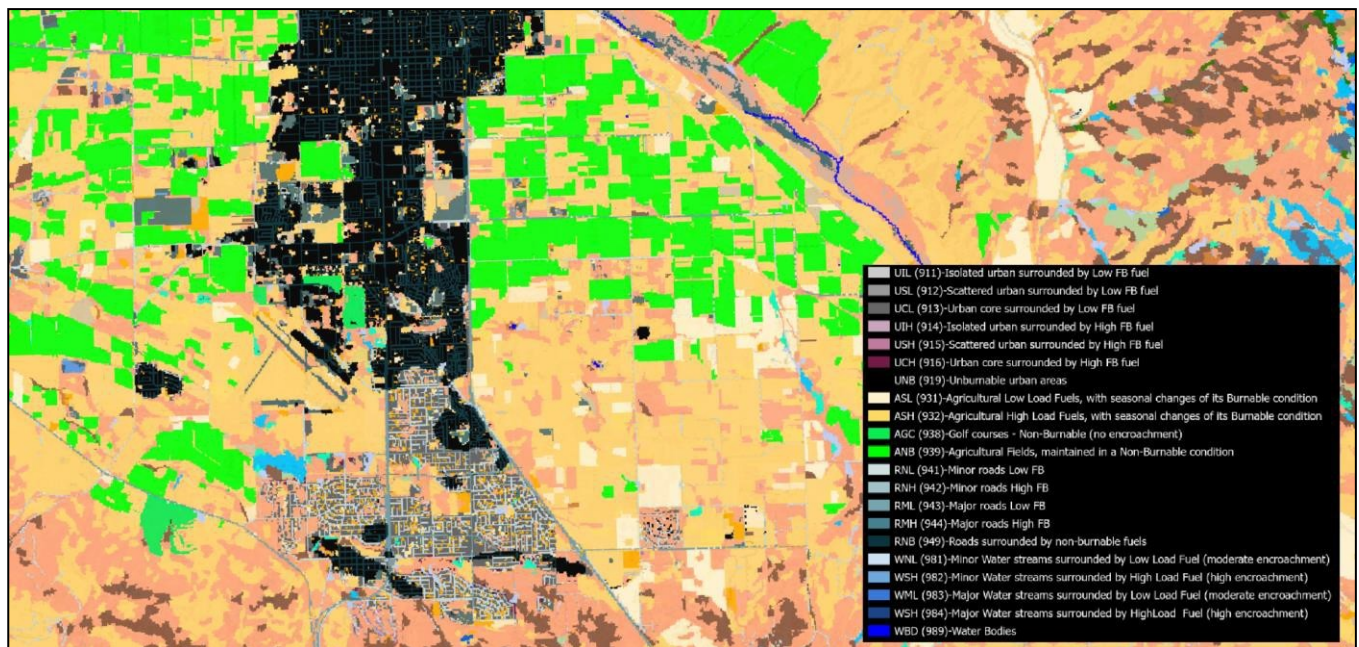 UIL (911)-Isolated urban surrounded by Low FB fuel
USL (912)-Scattered urban surrounded by Low FB fuel
UCL (913)-Urban core surrounded by Low FB fuel
UIH (914)-Isolated urban surrounded by High FB fuel
USH (915)-Scattered urban surrounded by High FB fuel
UCH (916)-Urban core surrounded by High FB fuel
UNB (919)-Unburnable urban areas
ASL (931)-Agricultural Low Load Fuels, with seasonal changes of its Burnable condition
ASH (932)-Agricultural High Load Fuels, with seasonal changes of its Burnable condition
AGC (938)-Golf courses - Non-Burnable (no encroachment)
ANB (939)-Agricultural Fields, maintained in a Non-Burnable condition
RNL (941)-Minor roads Low FB
RNH (942)-Minor roads High FB
RML (943)-Major roads Low FB
RMH (944)-Major roads High FB
RNB (949)-Roads surrounded by non-burnable fuels
WNL (981)-Minor Water streams surrounded by Low Load Fuel (moderate encroachment)
WSH (982)-Minor Water streams surrounded by High Load Fuel (high encroachment)
WML (983)-Major Water streams surrounded by Low Load Fuel (moderate encroachment)
WSH (984)-Major Water streams surrounded by HighLoad Fuel (high encroachment)
WBD (989)-Water Bodies